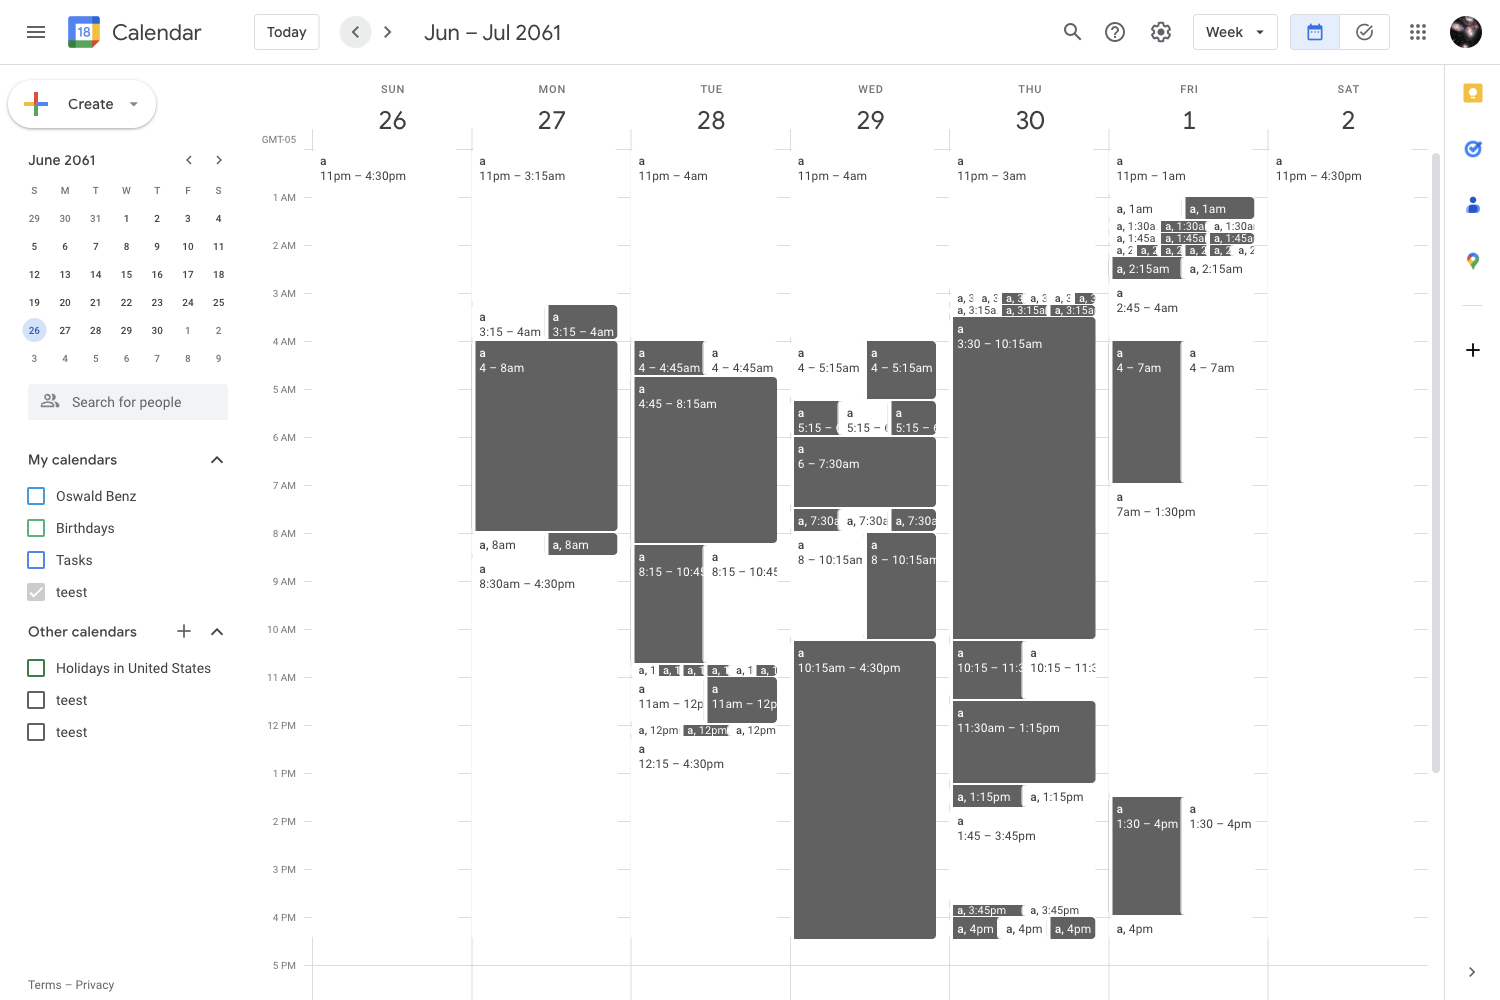 18 Calendar Today Jun – Jul 2061 Week
Create
SUN MON TUE WED THU FRI SAT
26 27 28 29 30 1 2
GMT-05
June 2061
S M T W T F S
29 30 31 1 2 3 4
5 6 7 8 9 10 11
12 13 14 15 16 17 18
19 20 21 22 23 24 25
26 27 28 29 30 1 2
3 4 5 6 7 8 9
Search for people
My calendars
Oswald Benz
Birthdays
Tasks
teest
Other calendars
Holidays in United States
teest
teest
Terms – Privacy
1 AM
2 AM
3 AM
4 AM
5 AM
6 AM
7 AM
8 AM
9 AM
10 AM
11 AM
12 PM
1 PM
2 PM
3 PM
4 PM
5 PM
a
11pm – 4:30pm
a
11pm – 3:15am
a
3:15 – 4am
a
3:15 – 4am
a
4 – 8am
a, 8am
a, 8am
a
8:30am – 4:30pm
a
11pm – 4am
a
4 – 4:45am
a
4 – 4:45am
a
4:45 – 8:15am
a
8:15 – 10:45
a
8:15 – 10:45
a, 1 a, 1 a, 1 a, 1 a, 1 a, 1
a
11am – 12p
a
11am – 12p
a, 12pm a, 12pm a, 12pm
a
12:15 – 4:30pm
a
11pm – 4am
a
4 – 5:15am
a
4 – 5:15am
a
5:15 – 6
a
5:15 – 6
a
5:15 – 6
a
6 – 7:30am
a, 7:30a a, 7:30a a, 7:30a
a
8 – 10:15am
a
8 – 10:15am
a
10:15am – 4:30pm
a
11pm – 3am
a, 3 a, 3 a, 3 a, 3 a, 3 a, 3
a, 3:15a a, 3:15a a, 3:15a
a
3:30 – 10:15am
a
10:15 – 11:3
a
10:15 – 11:3
a
11:30am – 1:15pm
a, 1:15pm a, 1:15pm
a
1:45 – 3:45pm
a, 3:45pm a, 3:45pm
a, 4pm a, 4pm a, 4pm
a
11pm – 1am
a, 1am a, 1am
a, 1:30a a, 1:30a a, 1:30a
a, 1:45a a, 1:45a a, 1:45a
a, 2 a, 2 a, 2 a, 2 a, 2 a, 2
a, 2:15am a, 2:15am
a
2:45 – 4am
a
4 – 7am
a
4 – 7am
a
7am – 1:30pm
a
1:30 – 4pm
a
1:30 – 4pm
a, 4pm
a
11pm – 4:30pm